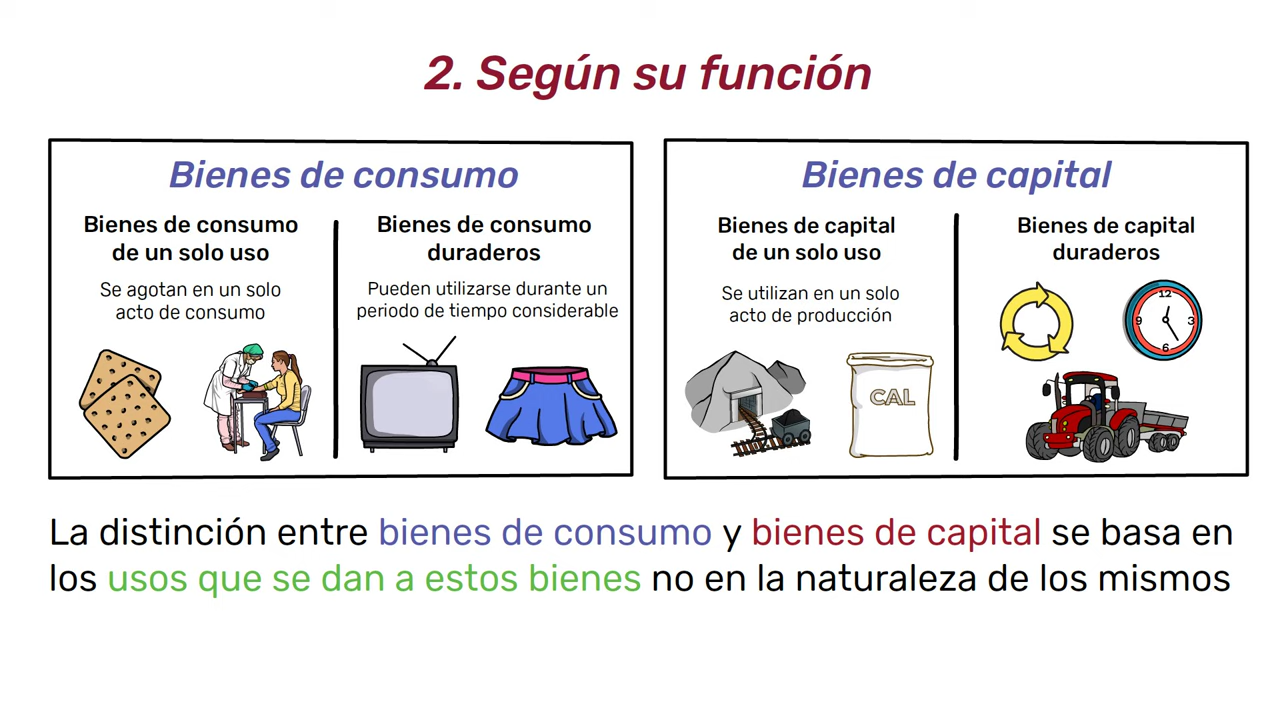 2. Según su función
Bienes de consumo
Bienes de consumo
de un solo uso
Se agotan en un solo
acto de consumo
Bienes de consumo
duraderos
Pueden utilizarse durante un
periodo de tiempo considerable
Bienes de capital
Bienes de capital
de un solo uso
Se utilizan en un solo
acto de producción
CAL
Bienes de capital
duraderos
12
3
6
9
La distinción entre bienes de consumo y bienes de capital se basa en
los usos que se dan a estos bienes no en la naturaleza de los mismos